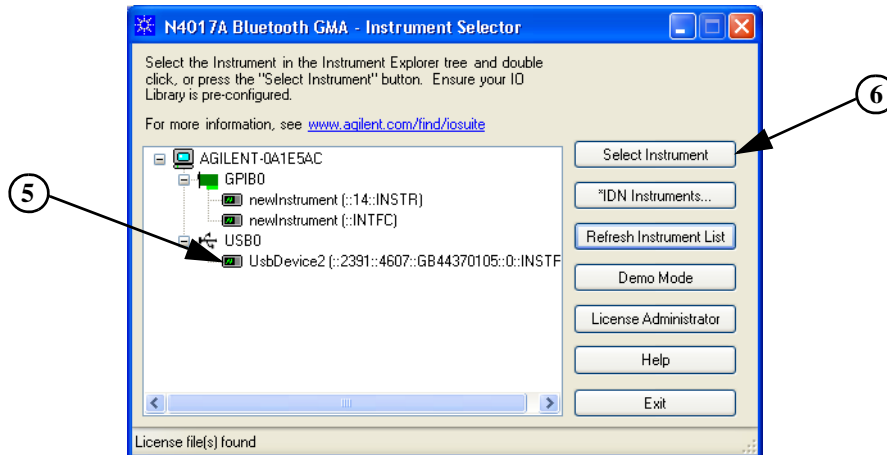 N4017A Bluetooth GMA - Instrument Selector
Select the Instrument in the Instrument Explorer tree and double
click, or press the "Select Instrument" button. Ensure your IO
Library is pre-configured.
For more information, see www.agilent.com/find/iosuite
6
Select Instrument
AGILENT-0A1E5AC
GPIB0
5
newInstrument (::14::INSTR)
*IDN Instruments...
newInstrument (::INTFC)
USB0
Refresh Instrument List
UsbDevice2 (::2391::4607::GB44370105::0::INSTF
Demo Mode
License Administrator
Help
Exit
License file(s) found